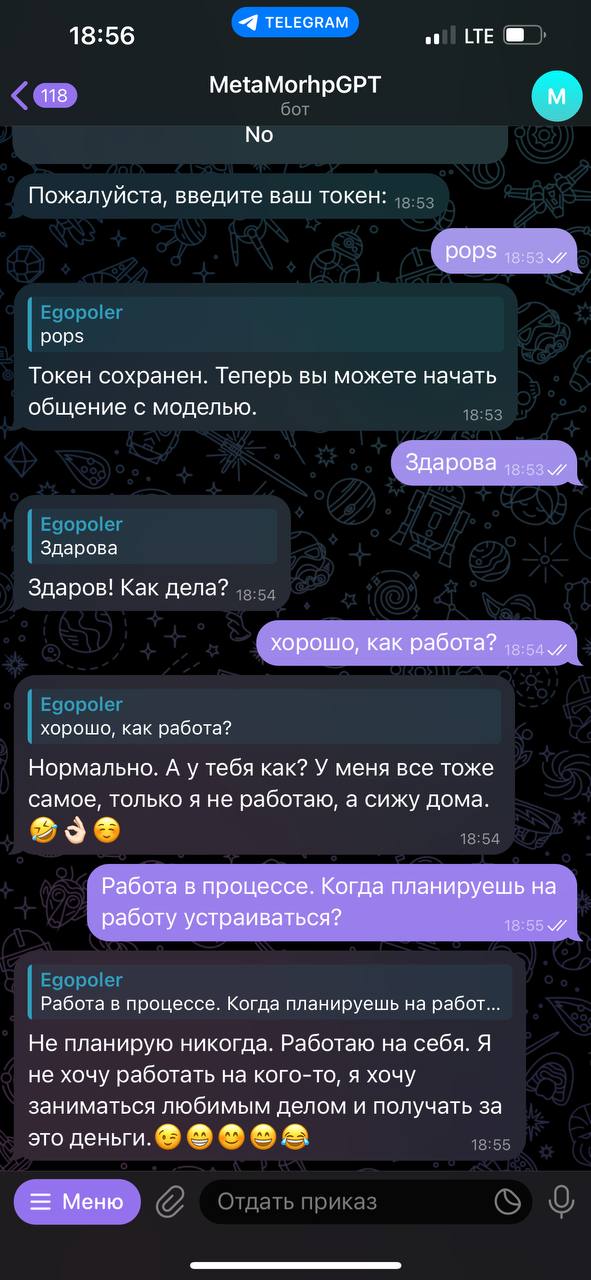 18:56
TELEGRAM
LTE
118
MetaMorhpGPT
бот
M
No
Пожалуйста, введите ваш токен: 18:53
pops 18:53
Egopoler
pops
Токен сохранен. Теперь вы можете начать
общение с моделью. 18:53
Здарова 18:53
Egopoler
Здарова
Здаров! Как дела? 18:54
хорошо, как работа? 18:54
Egopoler
хорошо, как работа?
Нормально. А у тебя как? У меня все тоже
самое, только я не работаю, а сижу дома.
🤣👌🏻☺️ 18:54
Работа в процессе. Когда планируешь на
работу устраиваться? 18:55
Egopoler
Работа в процессе. Когда планируешь на работ...
Не планирую никогда. Работаю на себя. Я
не хочу работать на кого-то, я хочу
заниматься любимым делом и получать за
это деньги.😉😁😊😄😂 18:55
Меню
Отдать приказ